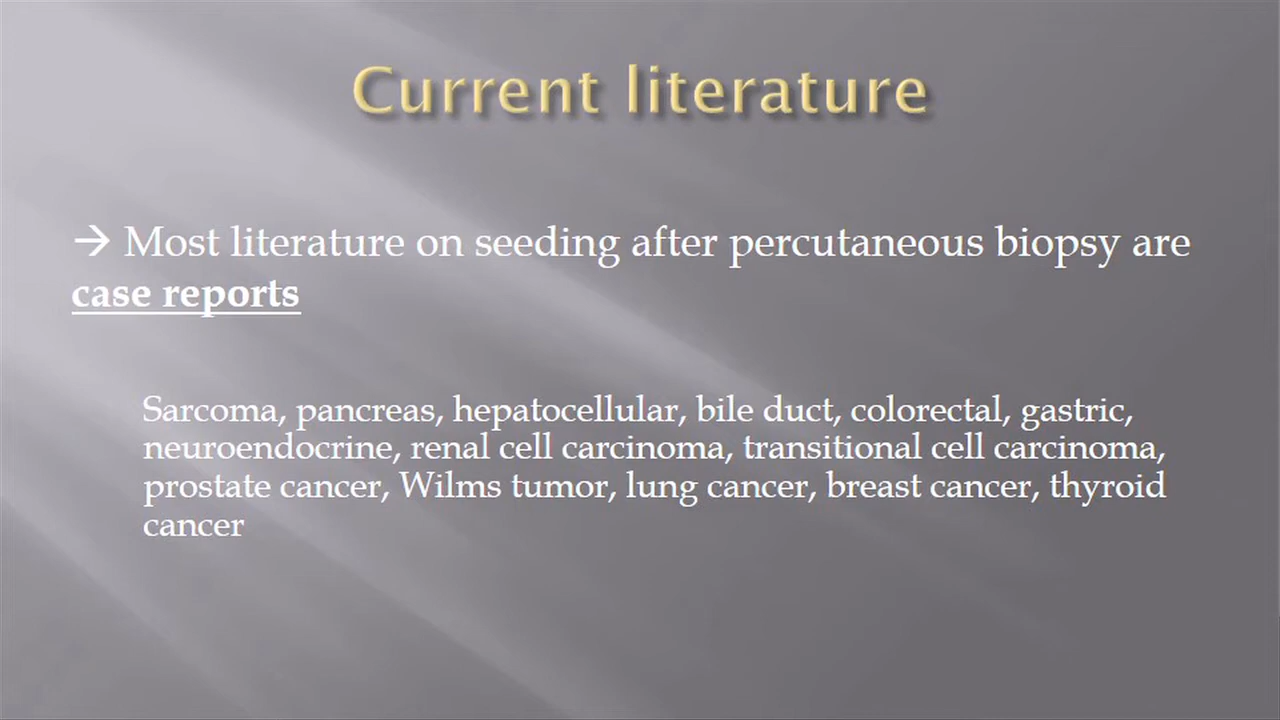 Current literature
→ Most literature on seeding after percutaneous biopsy are
case reports
Sarcoma, pancreas, hepatocellular, bile duct, colorectal, gastric,
neuroendocrine, renal cell carcinoma, transitional cell carcinoma,
prostate cancer, Wilms tumor, lung cancer, breast cancer, thyroid
cancer